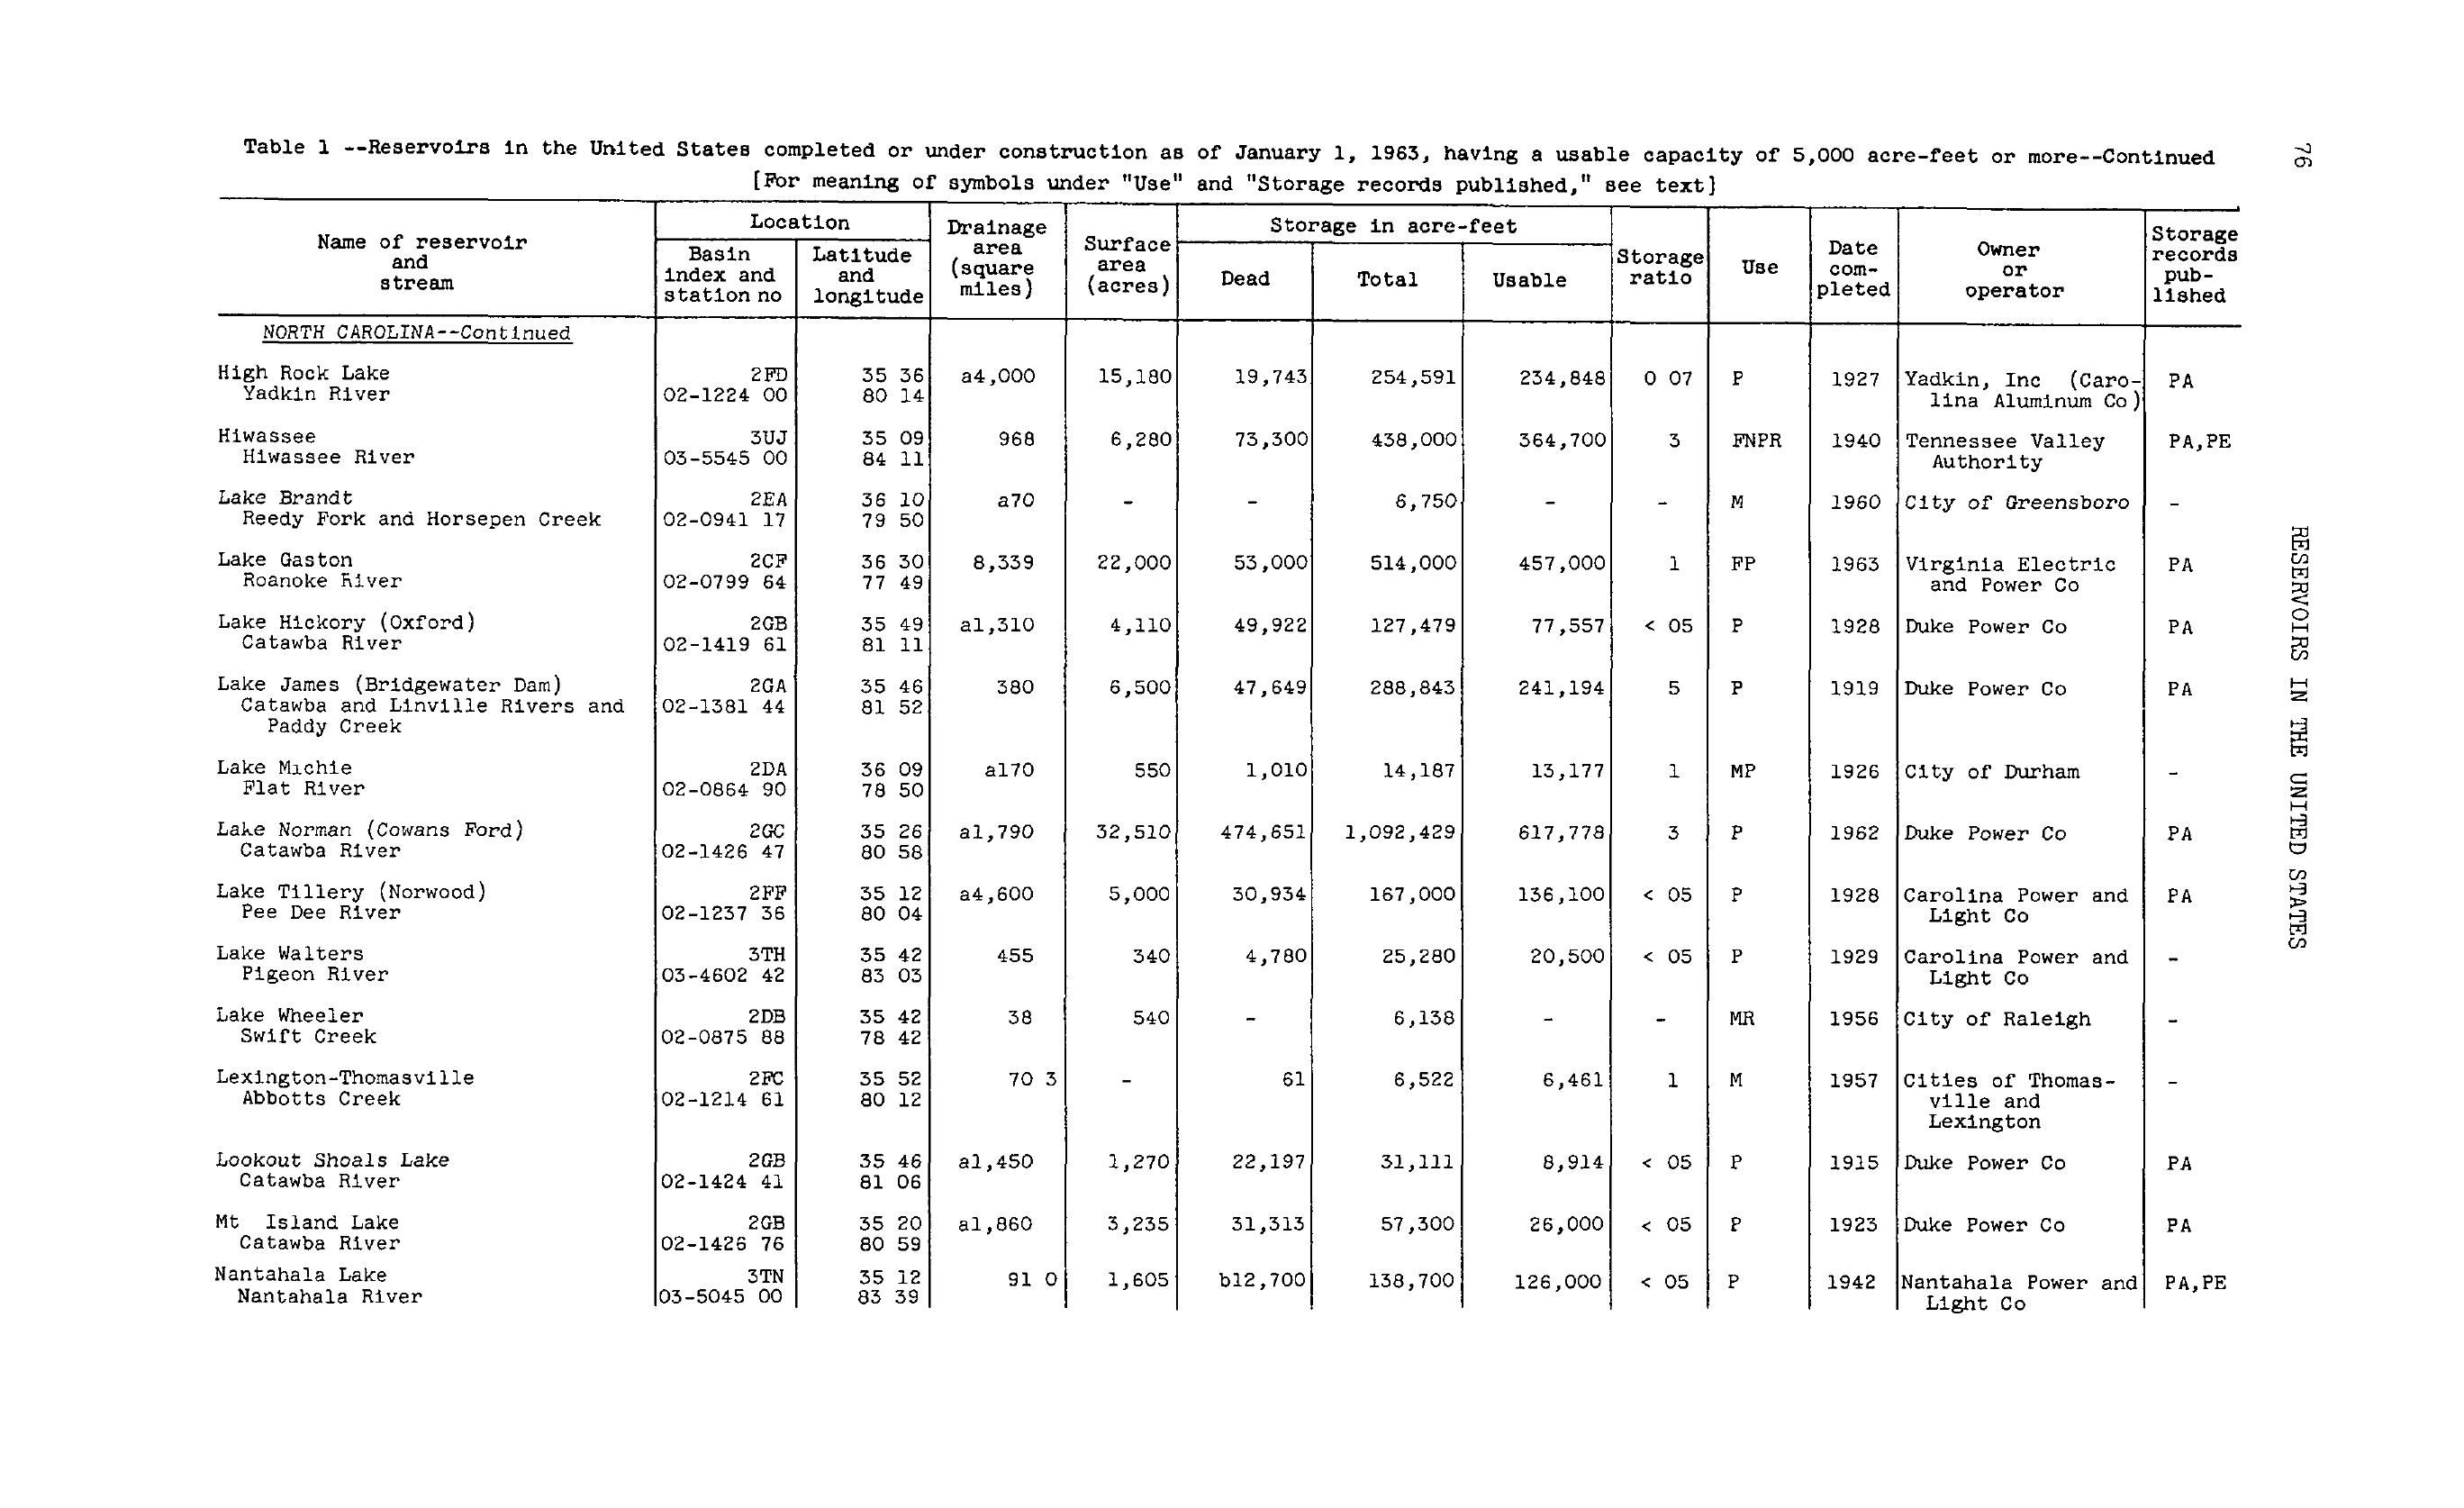 76
Table 1 --Reservoirs in the United States completed or under construction as of January 1, 1963, having a usable capacity of 5,000 acre-feet or more--Continued
[For meaning of symbols under "Use" and "Storage records published," see text]
Name of reservoir and stream | Location | Drainage area (square miles) | Surface area (acres) | Storage in acre-feet | Storage ratio | Use | Date com-pleted | Owner or operator | Storage records pub-lished
Basin index and station no | Latitude and longitude | Dead | Total | Usable
NORTH CAROLINA--Continued
High Rock Lake 2FD 35 36 a4,000 15,180 19,743 254,591 234,848 0 07 P 1927 Yadkin, Inc (Caro- PA
Yadkin River 02-1224 00 80 14 lina Aluminum Co)
Hiwassee 3UJ 35 09 968 6,280 73,300 438,000 364,700 3 FNPR 1940 Tennessee Valley PA,PE
Hiwassee River 03-5545 00 84 11 Authority
Lake Brandt 2EA 36 10 a70 - - 6,750 - - M 1960 City of Greensboro -
Reedy Fork and Horsepen Creek 02-0941 17 79 50
Lake Gaston 2CF 36 30 8,339 22,000 53,000 514,000 457,000 1 FP 1963 Virginia Electric PA
Roanoke River 02-0799 64 77 49 and Power Co
Lake Hickory (Oxford) 2GB 35 49 a1,310 4,110 49,922 127,479 77,557 < 05 P 1928 Duke Power Co PA
Catawba River 02-1419 61 81 11
Lake James (Bridgewater Dam) 2GA 35 46 380 6,500 47,649 288,843 241,194 5 P 1919 Duke Power Co PA
Catawba and Linville Rivers and 02-1381 44 81 52
Paddy Creek
Lake Michie 2DA 36 09 a170 550 1,010 14,187 13,177 1 MP 1926 City of Durham -
Flat River 02-0864 90 78 50
Lake Norman (Cowans Ford) 2GC 35 26 a1,790 32,510 474,651 1,092,429 617,778 3 P 1962 Duke Power Co PA
Catawba River 02-1426 47 80 58
Lake Tillery (Norwood) 2FF 35 12 a4,600 5,000 30,934 167,000 136,100 < 05 P 1928 Carolina Power and PA
Pee Dee River 02-1237 36 80 04 Light Co
Lake Walters 3TH 35 42 455 340 4,780 25,280 20,500 < 05 P 1929 Carolina Power and -
Pigeon River 03-4602 42 83 03 Light Co
Lake Wheeler 2DB 35 42 38 540 - 6,138 - - MR 1956 City of Raleigh -
Swift Creek 02-0875 88 78 42
Lexington-Thomasville 2FC 35 52 70 3 - 61 6,522 6,461 1 M 1957 Cities of Thomas- -
Abbotts Creek 02-1214 61 80 12 ville and
Lexington
Lookout Shoals Lake 2GB 35 46 a1,450 1,270 22,197 31,111 8,914 < 05 P 1915 Duke Power Co PA
Catawba River 02-1424 41 81 06
Mt Island Lake 2GB 35 20 a1,860 3,235 31,313 57,300 26,000 < 05 P 1923 Duke Power Co PA
Catawba River 02-1426 76 80 59
Nantahala Lake 3TN 35 12 91 0 1,605 b12,700 138,700 126,000 < 05 P 1942 Nantahala Power and PA,PE
Nantahala River 03-5045 00 83 39 Light Co
RESERVOIRS IN THE UNITED STATES